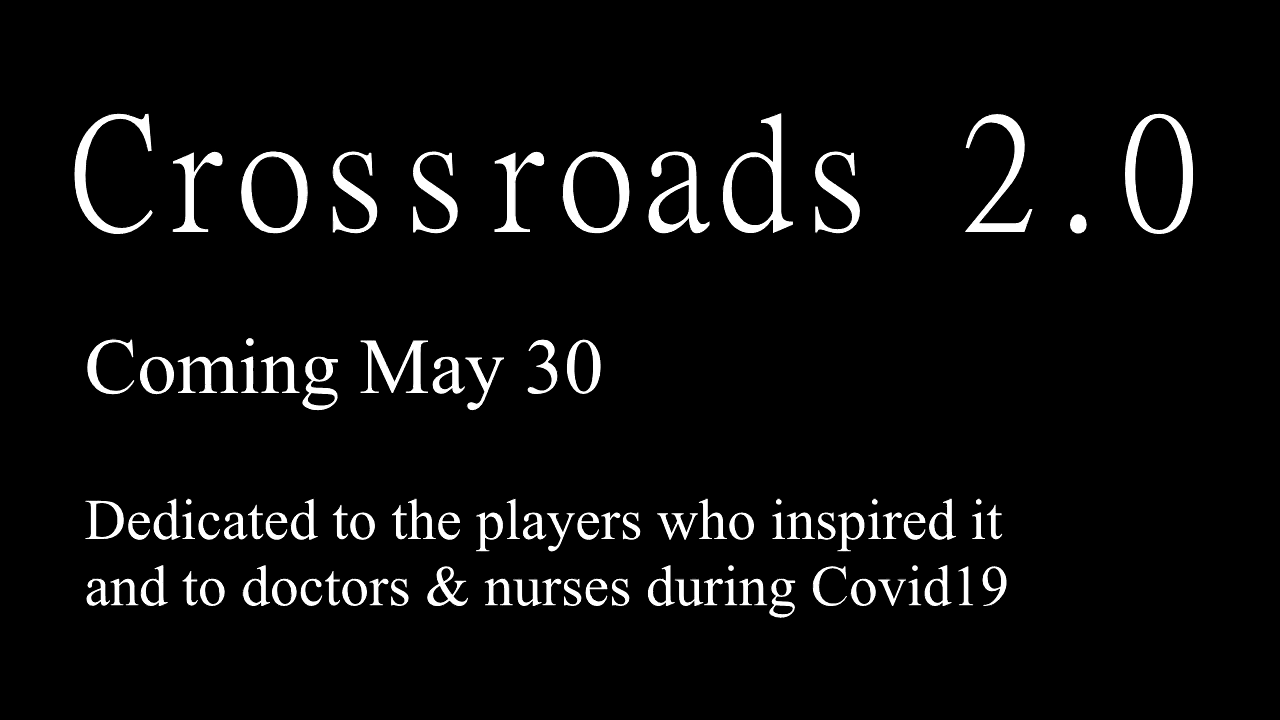 Crossroads 2.0
Coming May 30
Dedicated to the players who inspired it
and to doctors & nurses during Covid19